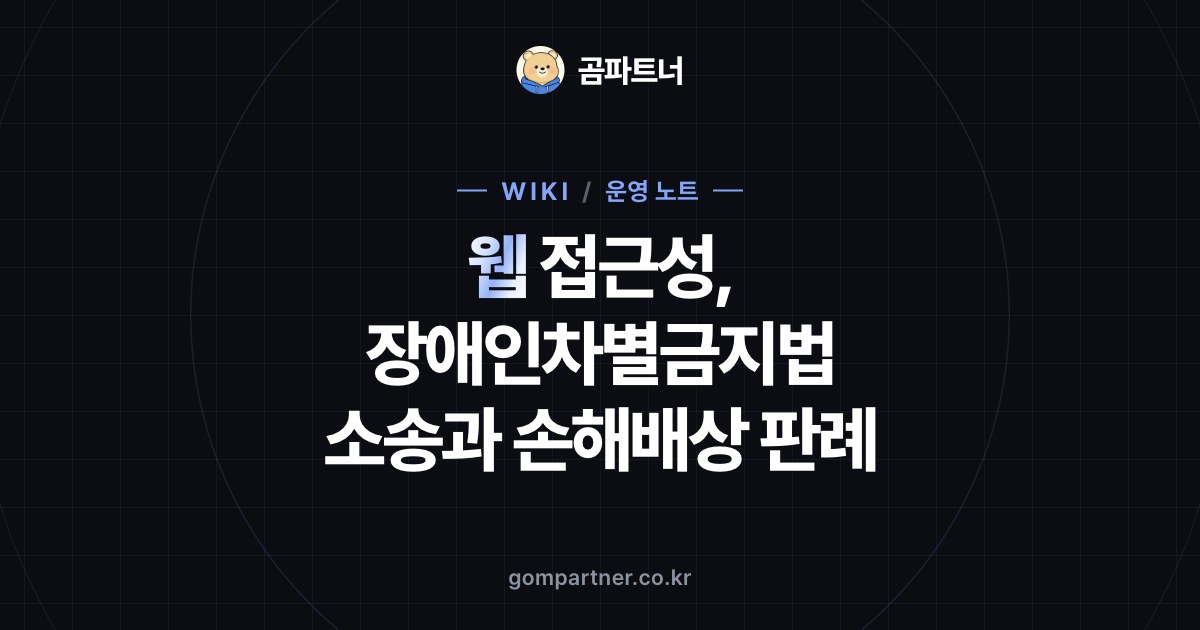 곰파트너
WIKI / 운영 노트
웹 접근성,
장애인차별금지법
소송과 손해배상 판례
gompartner.co.kr